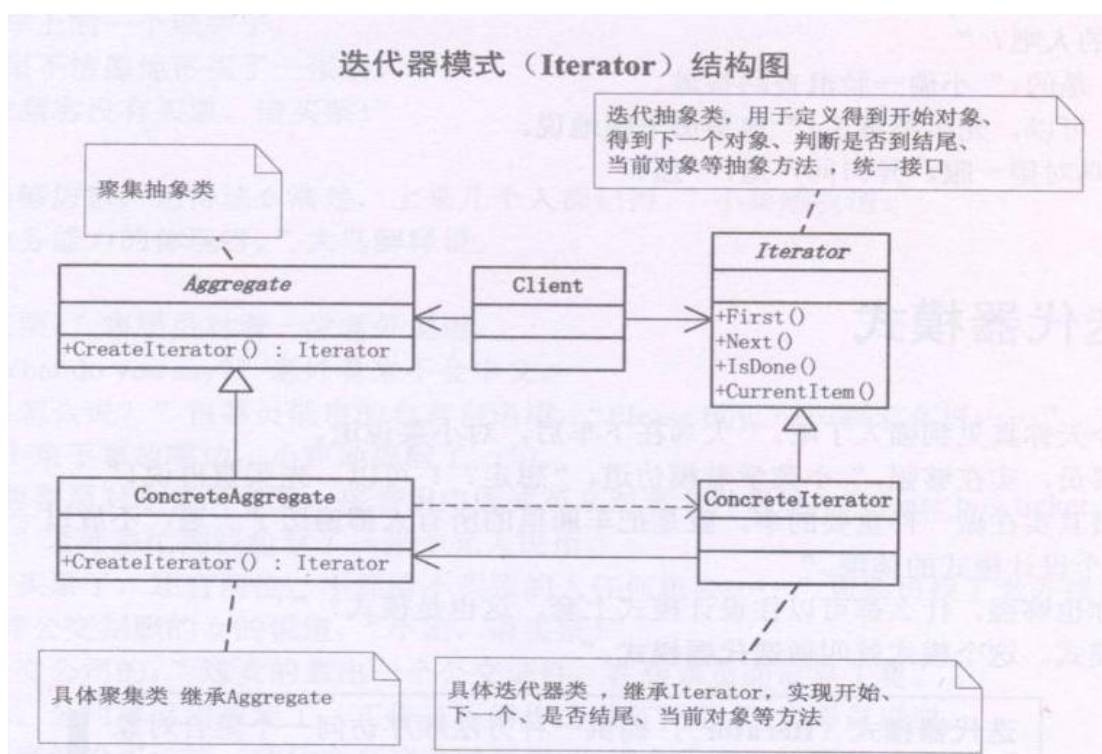 迭代器模式（Iterator）结构图
迭代抽象类，用于定义得到开始对象、
得到下一个对象、判断是否到结尾、
当前对象等抽象方法，统一接口
聚集抽象类
Aggregate
+CreateIterator() : Iterator
Client
Iterator
+First()
+Next()
+IsDone()
+CurrentItem()
ConcreteAggregate
+CreateIterator() : Iterator
ConcreteIterator
具体聚集类 继承Aggregate
具体迭代器类，继承Iterator，实现开始、
下一个、是否结尾、当前对象等方法